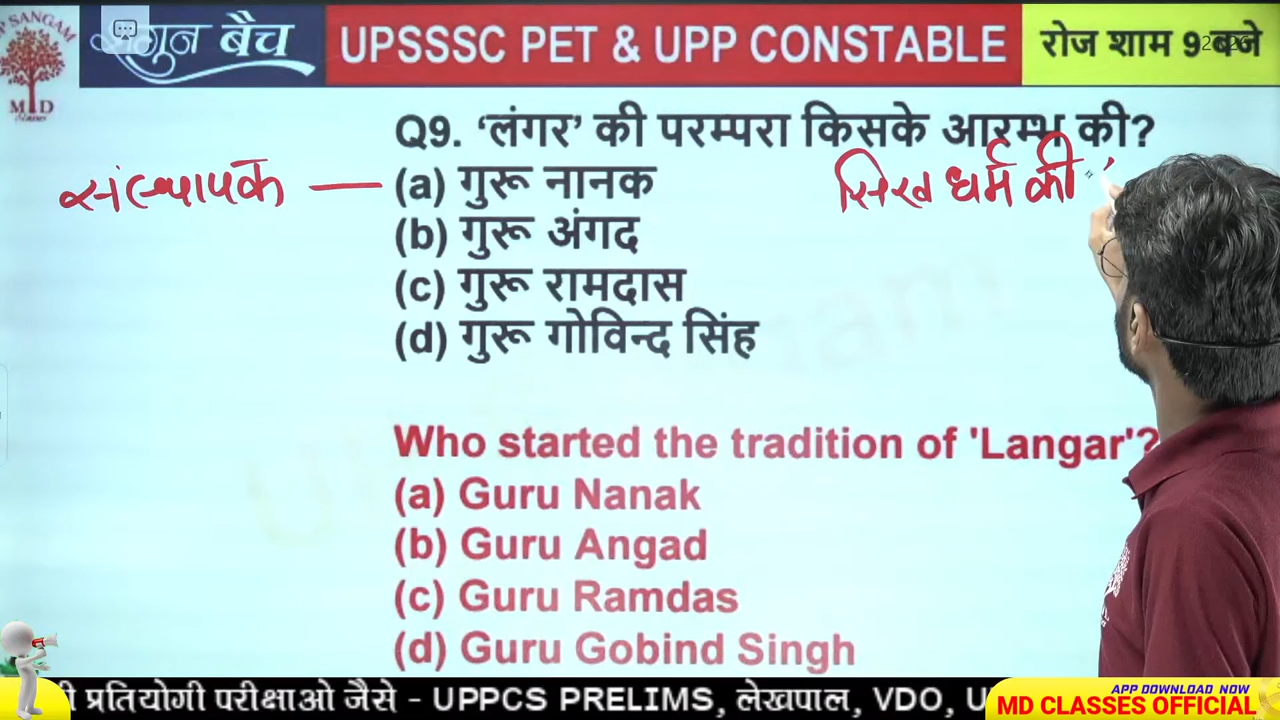 P SANGAM
MD
गुन बैच
UPSSSC PET & UPP CONSTABLE
रोज शाम 9 बजे
Q9. ‘लंगर’ की परम्परा किसके आरम्भ की?
संस्थापक — (a) गुरू नानक
सिख धर्म की
(b) गुरू अंगद
(c) गुरू रामदास
(d) गुरू गोविन्द सिंह
Who started the tradition of 'Langar'?
(a) Guru Nanak
(b) Guru Angad
(c) Guru Ramdas
(d) Guru Gobind Singh
प्रतियोगी परीक्षाओ जैसे - UPPCS PRELIMS, लेखपाल, VDO, U
APP DOWNLOAD NOW
MD CLASSES OFFICIAL